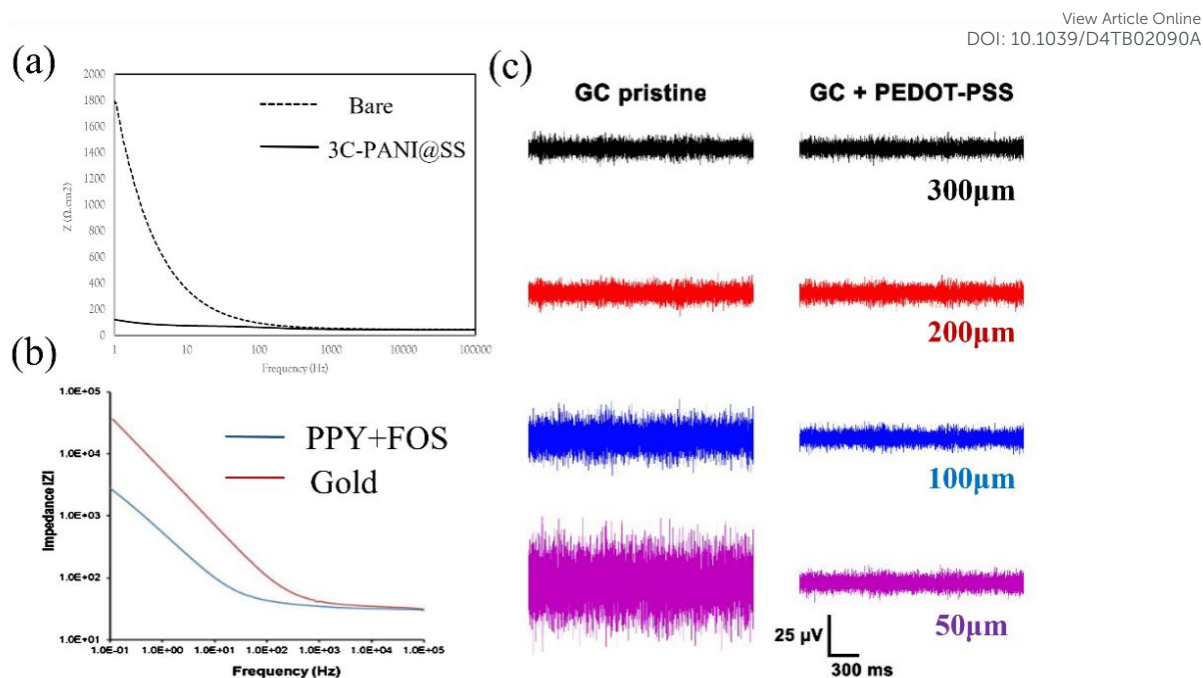 View Article Online
DOI: 10.1039/D4TB02090A
(a)
2000
1800
1600
1400
1200
1000
800
600
400
200
0
Z (Ω.cm2)
1
10
100
1000
10000
100000
Frequency (Hz)
Bare
3C-PANI@SS
(b)
1.0E+05
1.0E+04
1.0E+03
1.0E+02
1.0E+01
Impedance |Z|
1.0E-01
1.0E+00
1.0E+01
1.0E+02
1.0E+03
1.0E+04
1.0E+05
Frequency (Hz)
PPY+FOS
Gold
(c)
GC pristine
GC + PEDOT-PSS
300μm
200μm
100μm
50μm
25 μV
300 ms